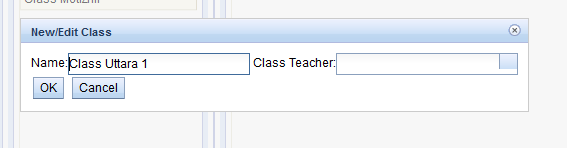 New/Edit Class
Name: Class Uttara 1 Class Teacher:
OK Cancel